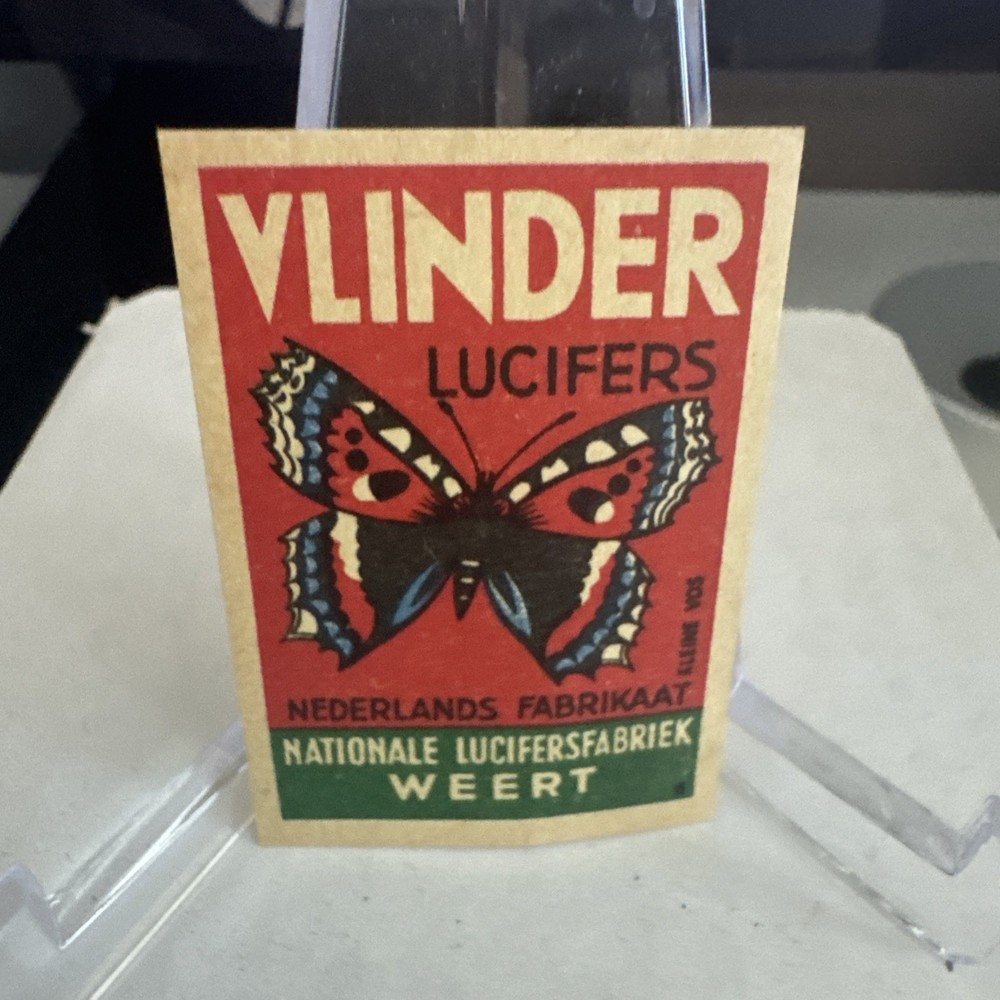 VLINDER
LUCIFERS
KLEINE VOS
NEDERLANDS FABRIKAAT
NATIONALE LUCIFERSFABRIEK
WEERT